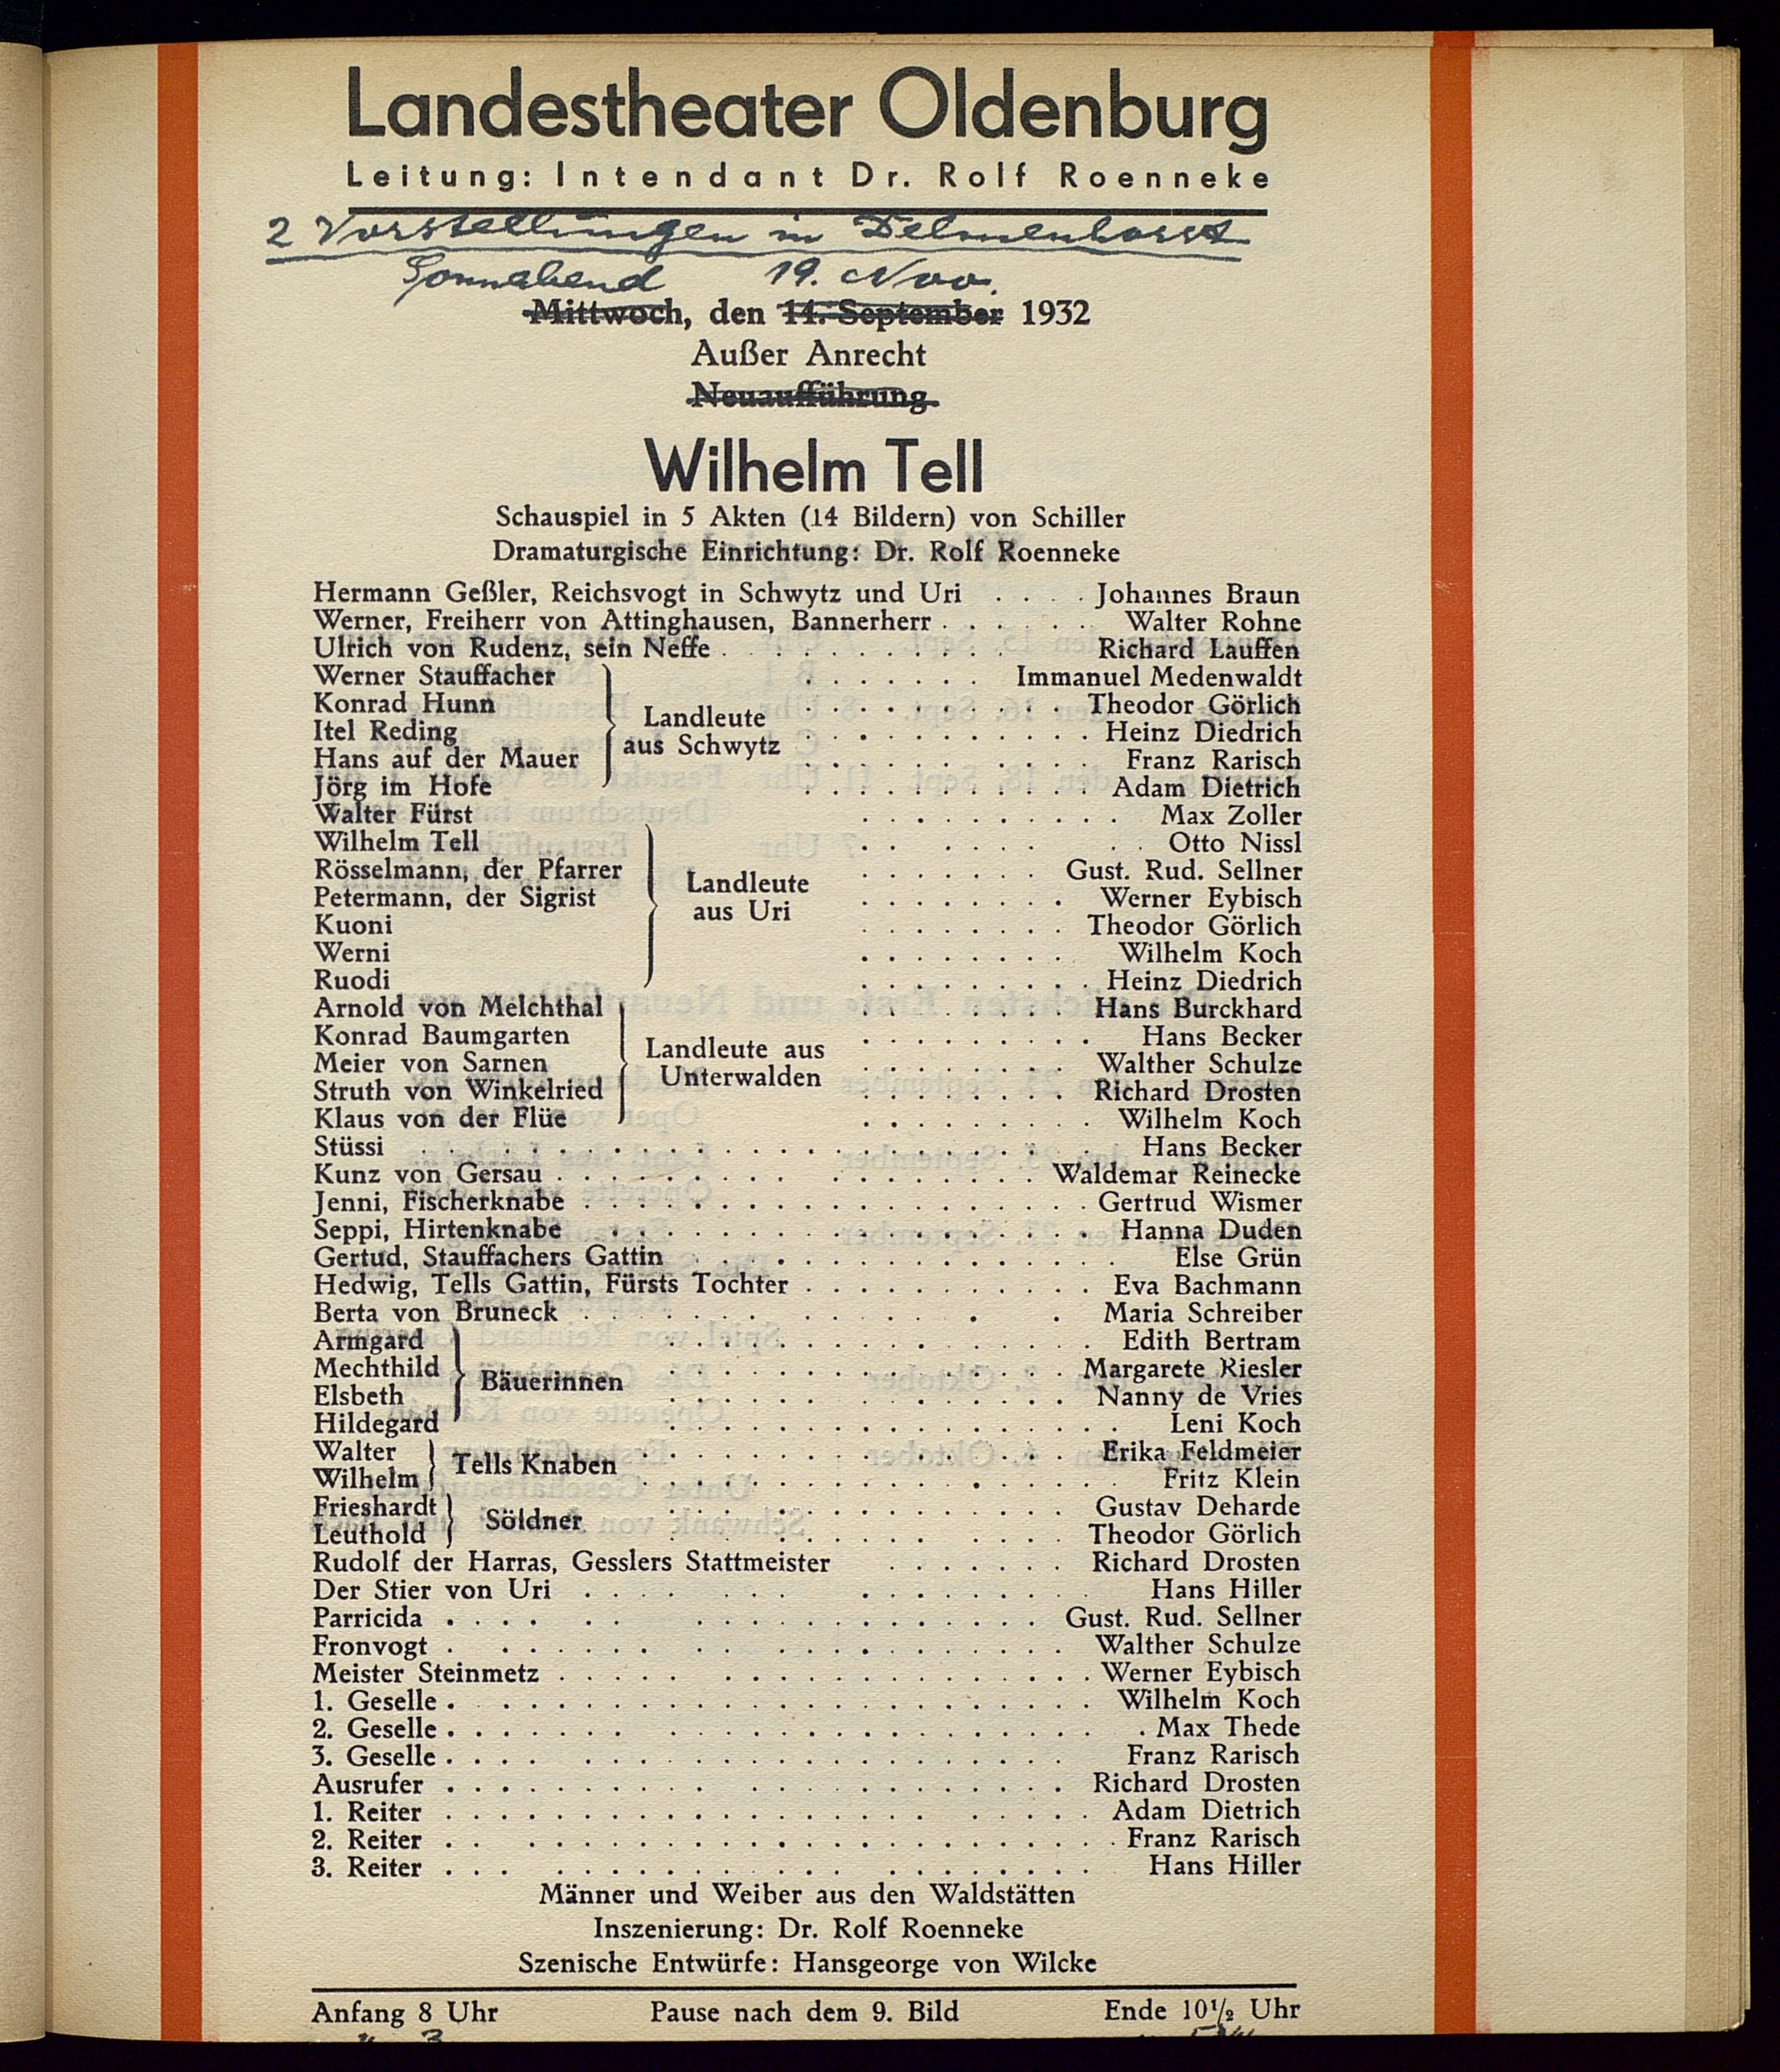 Landestheater Oldenburg
Leitung: Intendant Dr. Rolf Roenneke
2 Vorstellungen in Delmenhorst
Sonnabend 19. Nov.
Mittwoch, den 14. September 1932
Außer Anrecht
Neuaufführung
Wilhelm Tell
Schauspiel in 5 Akten (14 Bildern) von Schiller
Dramaturgische Einrichtung: Dr. Rolf Roenneke
Hermann Geßler, Reichsvogt in Schwytz und Uri . . . . Johannes Braun
Werner, Freiherr von Attinghausen, Bannerherr . . . . . . Walter Rohne
Ulrich von Rudenz, sein Neffe . . . . . . . . . . . Richard Lauffen
Werner Stauffacher . . . . . . . Immanuel Medenwaldt
Konrad Hunn . . . . . . . . . . Theodor Görlich
Landleute
Itel Reding . . . . . . . . . . . Heinz Diedrich
aus Schwytz
Hans auf der Mauer . . . . . . . . . . . Franz Rarisch
Jörg im Hofe . . . . . . . . . . . Adam Dietrich
Walter Fürst . . . . . . . . . . Max Zoller
Wilhelm Tell . . . . . . . . . Otto Nissl
Rösselmann, der Pfarrer . . . . . . . Gust. Rud. Sellner
Landleute
Petermann, der Sigrist . . . . . . . . Werner Eybisch
aus Uri
Kuoni . . . . . . . . Theodor Görlich
Werni . . . . . . . . Wilhelm Koch
Ruodi . . . . . . . . . Heinz Diedrich
Arnold von Melchthal . . . . . . . . Hans Burckhard
Konrad Baumgarten . . . . . . . . . Hans Becker
Landleute aus
Meier von Sarnen . . . . . . . . Walther Schulze
Unterwalden
Struth von Winkelried . . . . . . . . Richard Drosten
Klaus von der Flüe . . . . . . . . . Wilhelm Koch
Stüssi . . . . . . . . . . . . . . . . . . . . . . . . . Hans Becker
Kunz von Gersau . . . . . . . . . . . . . . . . . Waldemar Reinecke
Jenni, Fischerknabe . . . . . . . . . . . . . . . . . . . Gertrud Wismer
Seppi, Hirtenknabe . . . . . . . . . . . . . . . . . . Hanna Duden
Gertud, Stauffachers Gattin . . . . . . . . . . . . . . . . Else Grün
Hedwig, Tells Gattin, Fürsts Tochter . . . . . . . . . . . Eva Bachmann
Berta von Bruneck . . . . . . . . . . . . . . . . Maria Schreiber
Armgard . . . . . . . . . . . . . . . . Edith Bertram
Mechthild . . . . . . . . . . . . . . . Margarete Riesler
Bäuerinnen
Elsbeth . . . . . . . . . . . . . . . Nanny de Vries
Hildegard . . . . . . . . . . . . . . . . . Leni Koch
Walter . . . . . . . . . . . . . . . . Erika Feldmeier
Tells Knaben
Wilhelm . . . . . . . . . . . . . . . . . . Fritz Klein
Frieshardt . . . . . . . . . . . . . . . Gustav Deharde
Söldner
Leuthold . . . . . . . . . . . . . . . Theodor Görlich
Rudolf der Harras, Gesslers Stattmeister . . . . . . . Richard Drosten
Der Stier von Uri . . . . . . . . . . . . . . . . Hans Hiller
Parricida . . . . . . . . . . . . . . . . . . . Gust. Rud. Sellner
Fronvogt . . . . . . . . . . . . . . . . . . . . . Walther Schulze
Meister Steinmetz . . . . . . . . . . . . . . . . . . . Werner Eybisch
1. Geselle . . . . . . . . . . . . . . . . . . . . . . . Wilhelm Koch
2. Geselle . . . . . . . . . . . . . . . . . . . . . . . . Max Thede
3. Geselle . . . . . . . . . . . . . . . . . . . . . . Franz Rarisch
Ausrufer . . . . . . . . . . . . . . . . . . . . . . Richard Drosten
1. Reiter . . . . . . . . . . . . . . . . . . . . . . . Adam Dietrich
2. Reiter . . . . . . . . . . . . . . . . . . . . . . . . Franz Rarisch
3. Reiter . . . . . . . . . . . . . . . . . . . . . . Hans Hiller
Männer und Weiber aus den Waldstätten
Inszenierung: Dr. Rolf Roenneke
Szenische Entwürfe: Hansgeorge von Wilcke
Anfang 8 Uhr Pause nach dem 9. Bild Ende 10½ Uhr